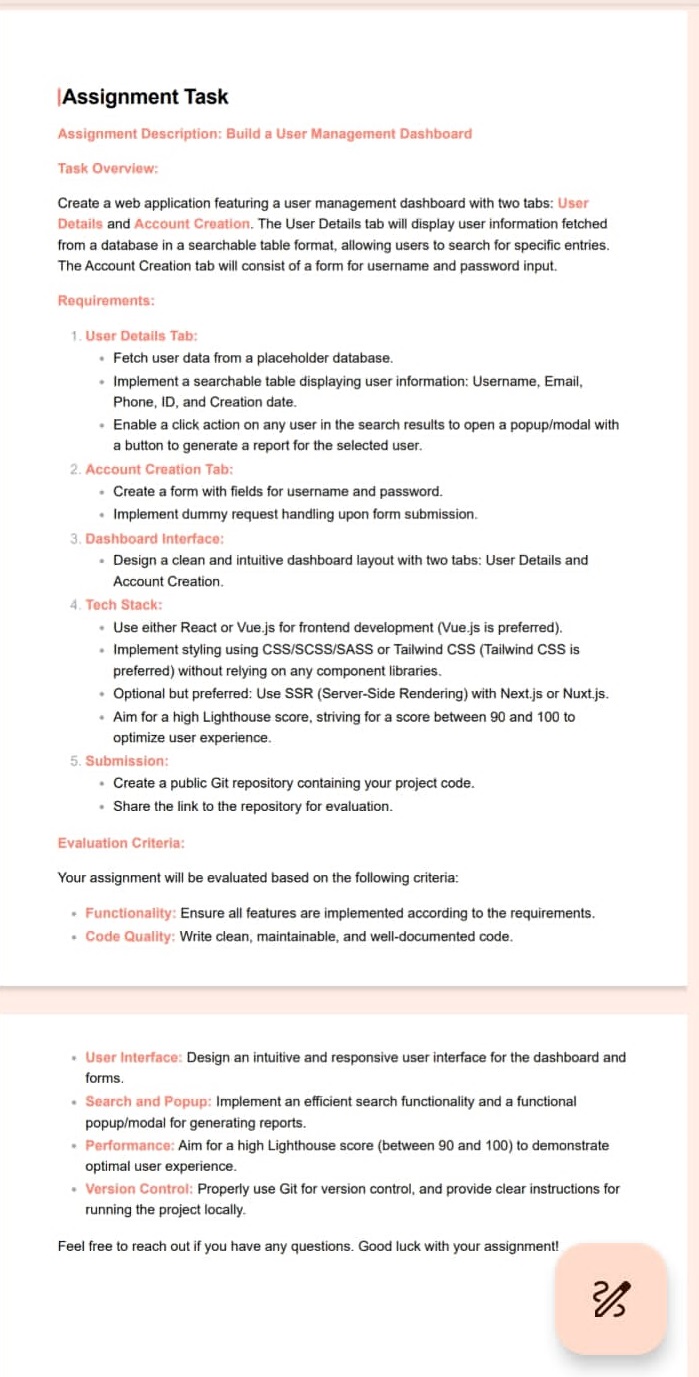 Assignment Task
Assignment Description: Build a User Management Dashboard
Task Overview:
Create a web application featuring a user management dashboard with two tabs: User
Details and Account Creation. The User Details tab will display user information fetched
from a database in a searchable table format, allowing users to search for specific entries.
The Account Creation tab will consist of a form for username and password input.
Requirements:
1. User Details Tab:
• Fetch user data from a placeholder database.
• Implement a searchable table displaying user information: Username, Email,
Phone, ID, and Creation date.
• Enable a click action on any user in the search results to open a popup/modal with
a button to generate a report for the selected user.
2. Account Creation Tab:
• Create a form with fields for username and password.
• Implement dummy request handling upon form submission.
3. Dashboard Interface:
• Design a clean and intuitive dashboard layout with two tabs: User Details and
Account Creation.
4. Tech Stack:
• Use either React or Vue.js for frontend development (Vue.js is preferred).
• Implement styling using CSS/SCSS/SASS or Tailwind CSS (Tailwind CSS is
preferred) without relying on any component libraries.
• Optional but preferred: Use SSR (Server-Side Rendering) with Next.js or Nuxt.js.
• Aim for a high Lighthouse score, striving for a score between 90 and 100 to
optimize user experience.
5. Submission:
• Create a public Git repository containing your project code.
• Share the link to the repository for evaluation.
Evaluation Criteria:
Your assignment will be evaluated based on the following criteria:
• Functionality: Ensure all features are implemented according to the requirements.
• Code Quality: Write clean, maintainable, and well-documented code.
• User Interface: Design an intuitive and responsive user interface for the dashboard and
forms.
• Search and Popup: Implement an efficient search functionality and a functional
popup/modal for generating reports.
• Performance: Aim for a high Lighthouse score (between 90 and 100) to demonstrate
optimal user experience.
• Version Control: Properly use Git for version control, and provide clear instructions for
running the project locally.
Feel free to reach out if you have any questions. Good luck with your assignment!